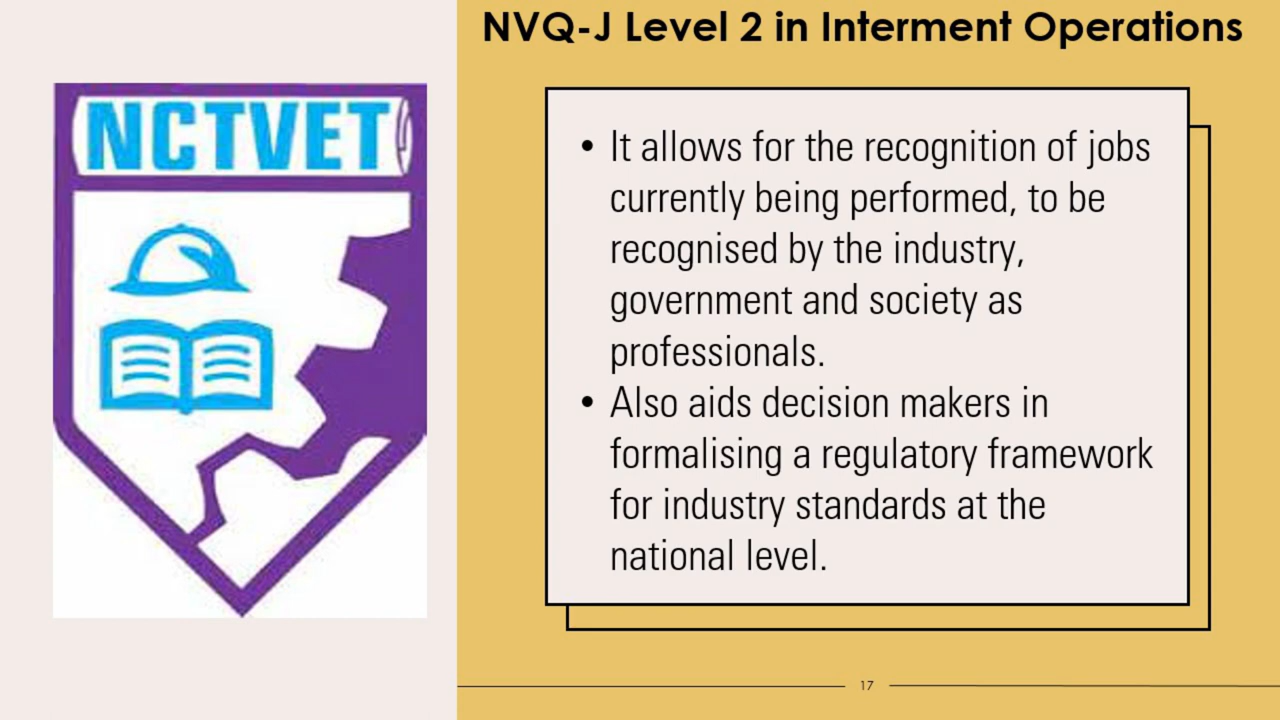 NVQ-J Level 2 in Interment Operations
NCTVET
• It allows for the recognition of jobs
currently being performed, to be
recognised by the industry,
government and society as
professionals.
• Also aids decision makers in
formalising a regulatory framework
for industry standards at the
national level.
17